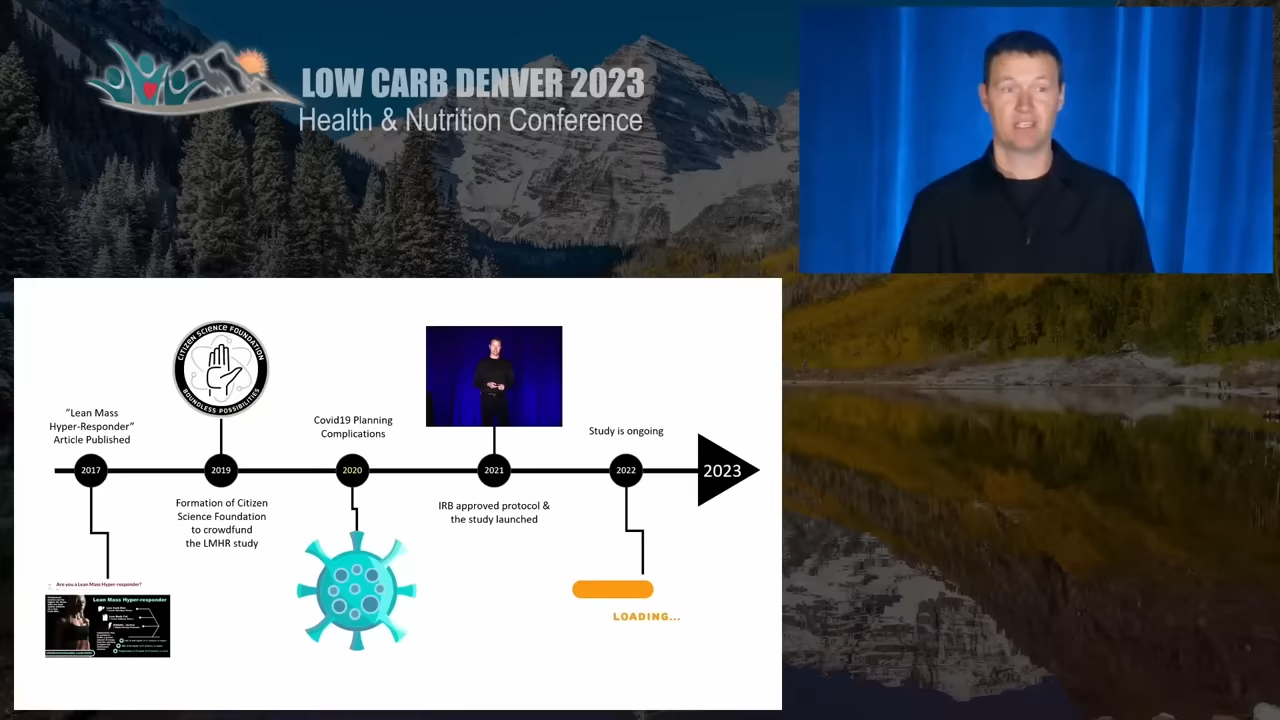 LOW CARB DENVER 2023
Health & Nutrition Conference
CITIZEN SCIENCE FOUNDATION
BOUNDLESS POSSIBILITIES
"Lean Mass
Hyper-Responder"
Article Published
Covid19 Planning
Complications
Study is ongoing
2017
2019
2020
2021
2022
2023
Formation of Citizen
Science Foundation
to crowdfund
the LMHR study
IRB approved protocol &
the study launched
Are you a Lean Mass Hyper-responder?
Lean Mass Hyper-responder
LOADING...